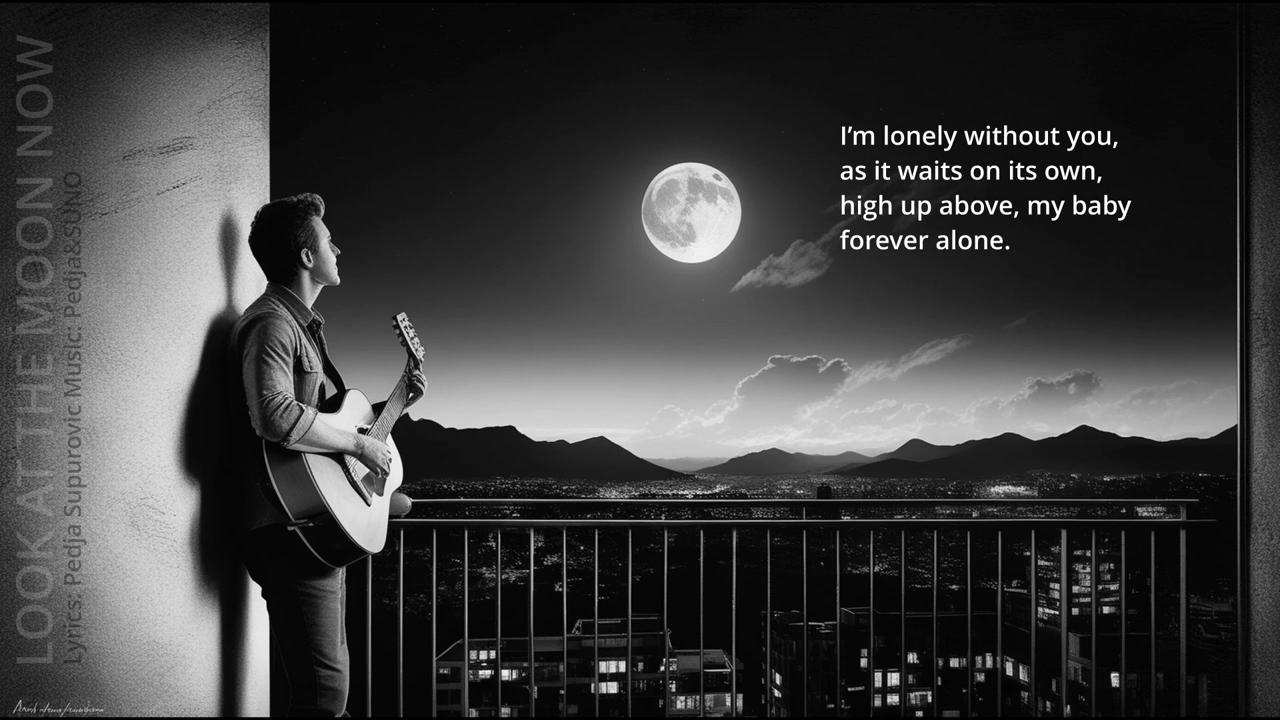 LOOK AT THE MOON NOW
Lyrics: Pedja Supurovic Music: Pedja&SUNO
I’m lonely without you,
as it waits on its own,
high up above, my baby
forever alone.